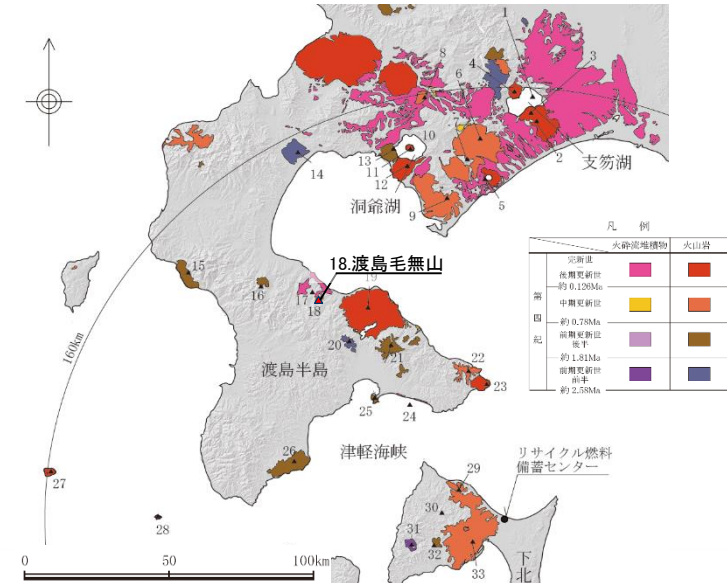 1
3
8
4
6
2
支笏湖
10
13
11
12
14
洞爺湖
9
5
凡 例
火砕流堆積物
火山岩
第四紀
完新世
後期更新世
約 0.126Ma
中期更新世
約 0.78Ma
前期更新世
後半
約 1.81Ma
前期更新世
前半
約 2.58Ma
15
16
17
18.渡島毛無山
18
19
160km
20
21
渡島半島
22
23
25
24
津軽海峡
26
27
28
リサイクル燃料
備蓄センター
29
30
31
32
33
下北
0
50
100km